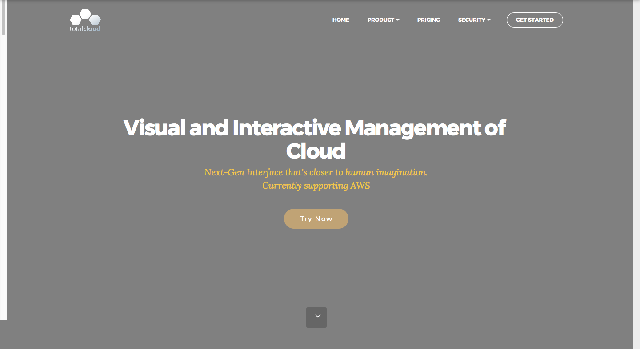 totalcloud
HOME PRODUCT PRICING SECURITY GET STARTED
Visual and Interactive Management of
Cloud
Next-Gen Interface that's closer to human imagination.
Currently supporting AWS
Try Now